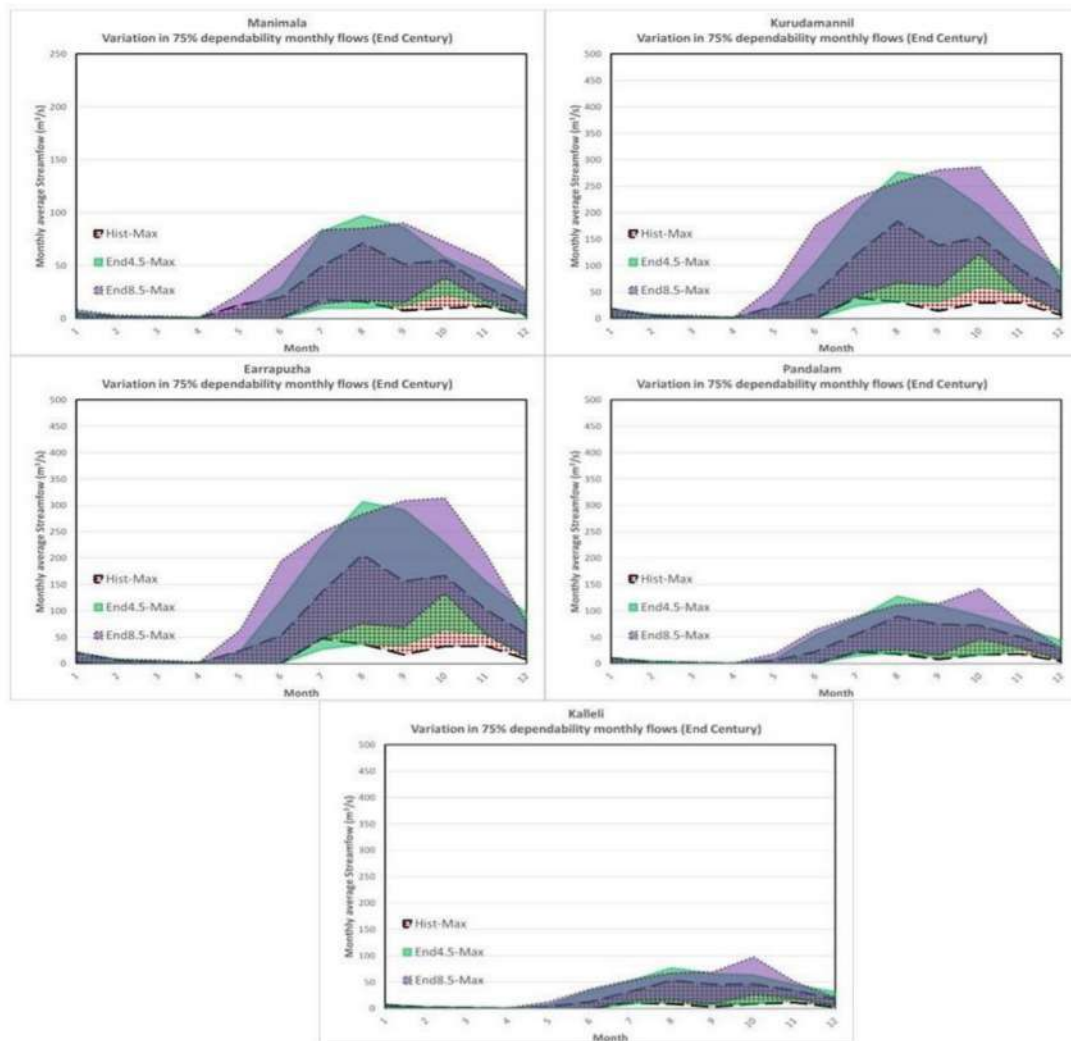 Manimala
Variation in 75% dependability monthly flows (End Century)
Monthly average Streamfow (m³/s)
250
200
150
100
50
0
Hist-Max
End4.5-Max
End8.5-Max
1 2 3 4 5 6 7 8 9 10 11 12
Month
Kurudamannil
Variation in 75% dependability monthly flows (End Century)
Monthly average Streamfow (m³/s)
500
450
400
350
300
250
200
150
100
50
0
Hist-Max
End4.5-Max
End8.5-Max
1 2 3 4 5 6 7 8 9 10 11 12
Month
Earrapuzha
Variation in 75% dependability monthly flows (End Century)
Monthly average Streamfow (m³/s)
500
450
400
350
300
250
200
150
100
50
0
Hist-Max
End4.5-Max
End8.5-Max
1 2 3 4 5 6 7 8 9 10 11 12
Month
Pandalam
Variation in 75% dependability monthly flows (End Century)
Monthly average Streamfow (m³/s)
500
450
400
350
300
250
200
150
100
50
0
Hist-Max
End4.5-Max
End8.5-Max
1 2 3 4 5 6 7 8 9 10 11 12
Month
Kalleli
Variation in 75% dependability monthly flows (End Century)
Monthly average Streamfow (m³/s)
500
450
400
350
300
250
200
150
100
50
0
Hist-Max
End4.5-Max
End8.5-Max
1 2 3 4 5 6 7 8 9 10 11 12
Month